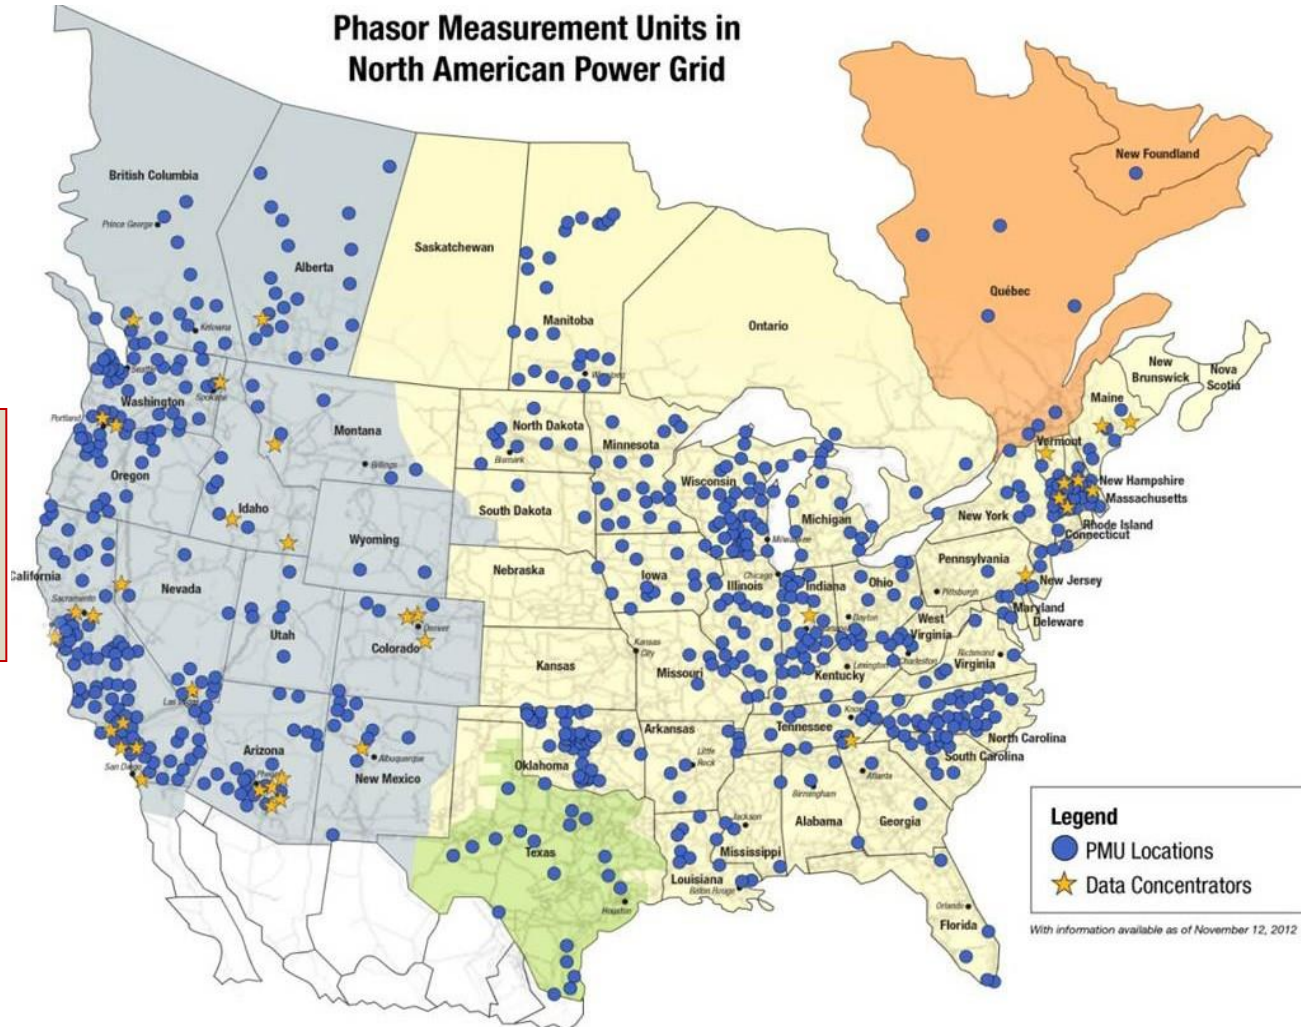 Phasor Measurement Units in
North American Power Grid
British Columbia
Prince George
Alberta
Saskatchewan
Manitoba
Ontario
Québec
New Foundland
New
Brunswick
Nova
Scotia
Maine
Kelowna
Seattle
Spokane
Washington
Portland
Oregon
Montana
Billings
Idaho
Wyoming
North Dakota
Bismark
Minnesota
South Dakota
Wisconsin
Milwaukee
Michigan
Vermont
New Hampshire
Massachusetts
New York
Rhode Island
Connecticut
Pennsylvania
New Jersey
Pittsburgh
Maryland
Deleware
California
Sacramento
Nevada
Utah
Colorado
Denver
Nebraska
Iowa
Chicago
Illinois
Indiana
Ohio
Dayton
West
Virginia
Charleston
Richmond
Virginia
Kansas
Kansas
City
Missouri
Lexington
Kentucky
Las Vegas
Arizona
Phoenix
San Diego
New Mexico
Albuquerque
Oklahoma
Arkansas
Little
Rock
Tennessee
North Carolina
South Carolina
Atlanta
Birmingham
Texas
Houston
Jackson
Mississippi
Alabama
Georgia
Louisiana
Baton Rouge
Orlando
Florida
Legend
PMU Locations
Data Concentrators
With information available as of November 12, 2012